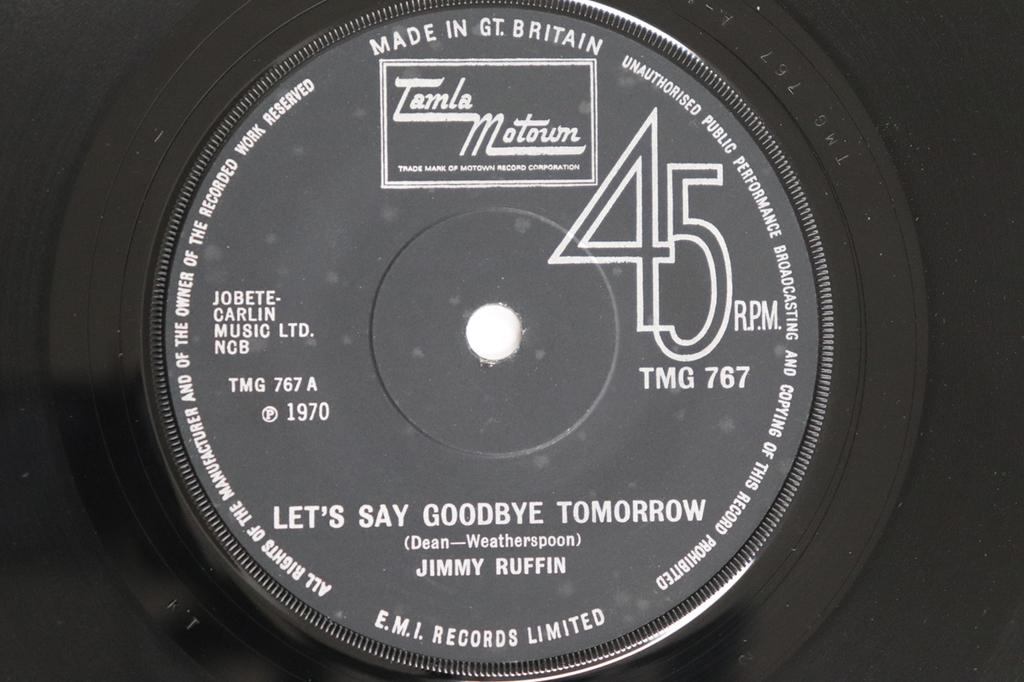 MADE IN GT. BRITAIN
UNAUTHORISED PUBLIC PERFORMANCE BROADCASTING AND COPYING OF THIS RECORD PROHIBITED
ALL RIGHTS OF THE MANUFACTURER AND OF THE OWNER OF THE RECORDED WORK RESERVED
Tamla
Motown
TRADE MARK OF MOTOWN RECORD CORPORATION
45
R.P.M.
TMG 767
JOBETE-
CARLIN
MUSIC LTD.
NCB
TMG 767 A
℗ 1970
LET'S SAY GOODBYE TOMORROW
(Dean—Weatherspoon)
JIMMY RUFFIN
E.M.I. RECORDS LIMITED
TMG 767 A-
K T